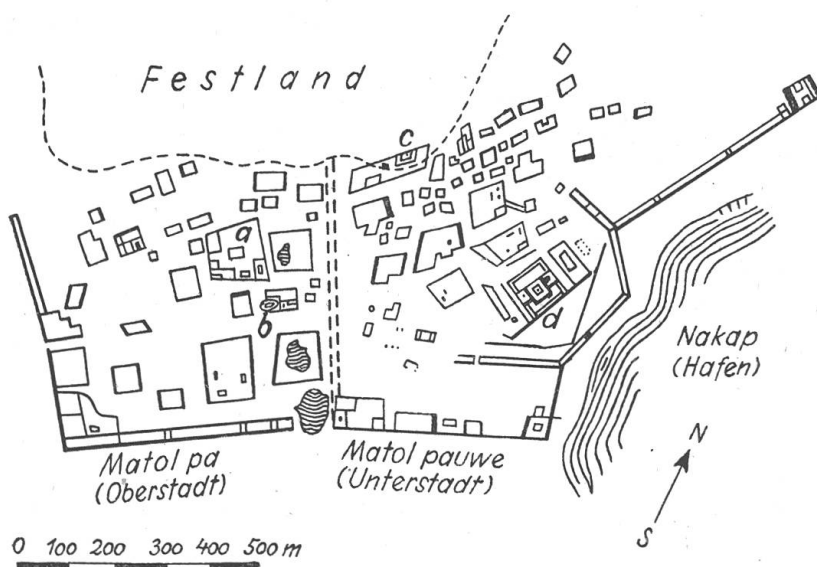 Festland
c
a
b
d
Nakap
(Hafen)
N
S
Matol pa
(Oberstadt)
Matol pauwe
(Unterstadt)
0 100 200 300 400 500 m